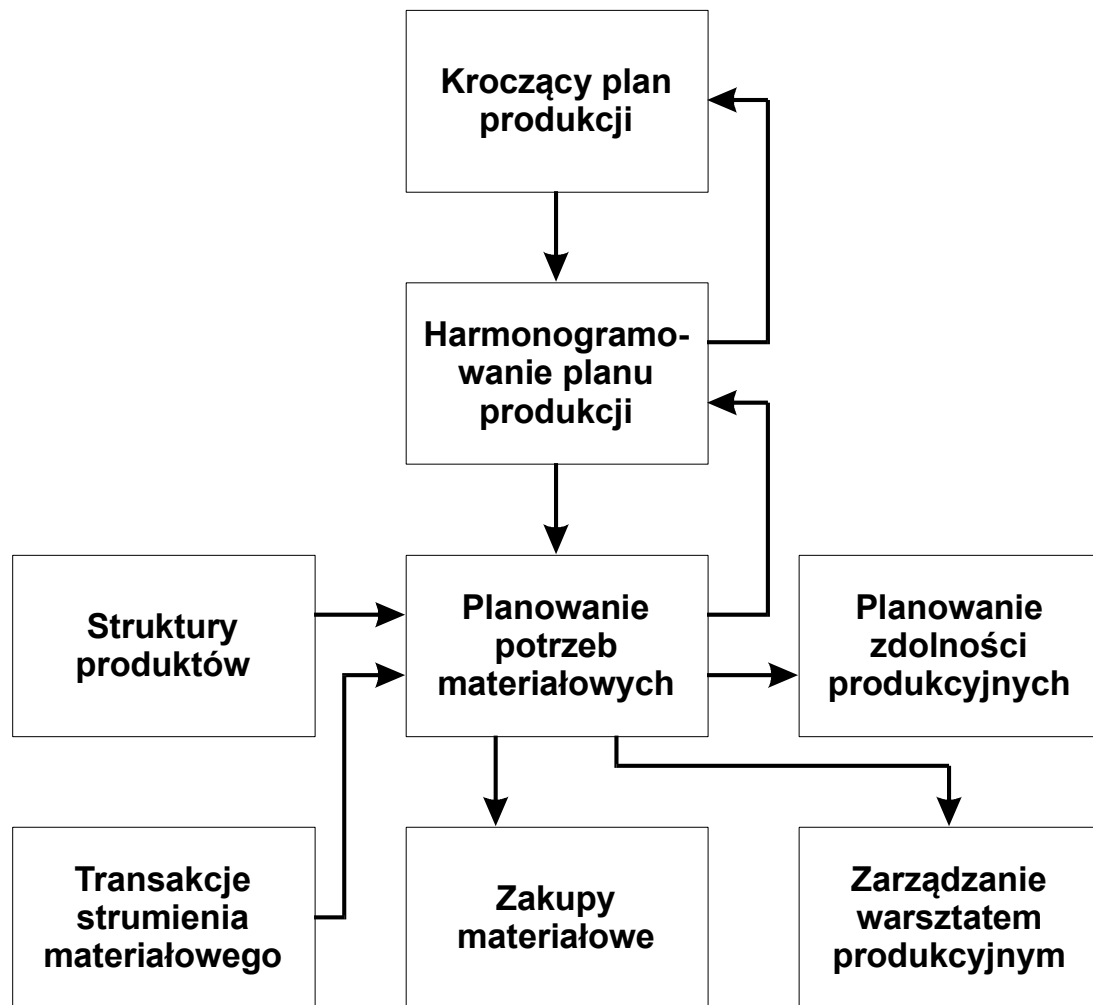 Kroczący plan
produkcji
Harmonogramo-
wanie planu
produkcji
Struktury
produktów
Planowanie
potrzeb
materiałowych
Planowanie
zdolności
produkcyjnych
Transakcje
strumienia
materiałowego
Zakupy
materiałowe
Zarządzanie
warsztatem
produkcyjnym